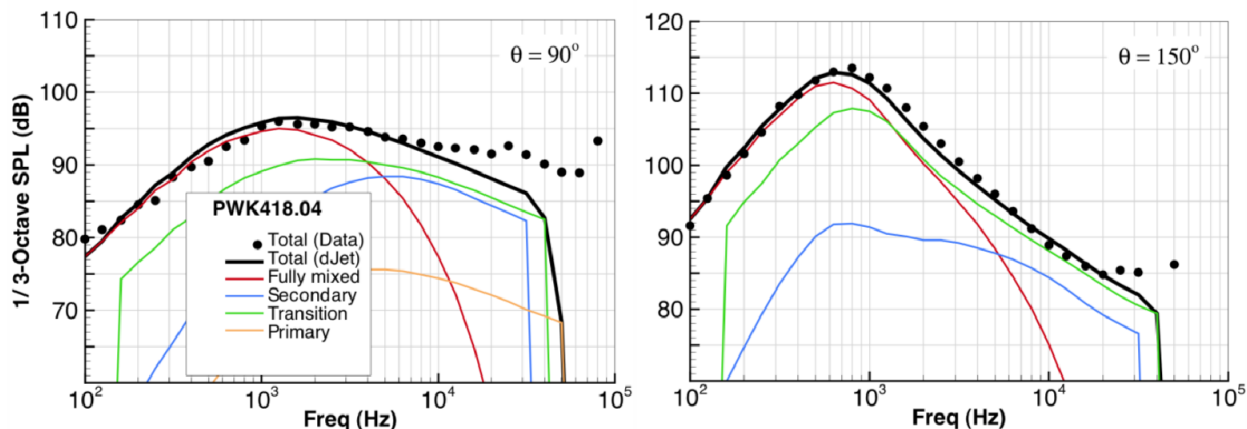 110
100
90
80
70
1/3-Octave SPL (dB)
θ = 90°
PWK418.04
Total (Data)
Total (dJet)
Fully mixed
Secondary
Transition
Primary
10² 10³ 10⁴ 10⁵
Freq (Hz)
120
110
100
90
80
θ = 150°
10² 10³ 10⁴ 10⁵
Freq (Hz)